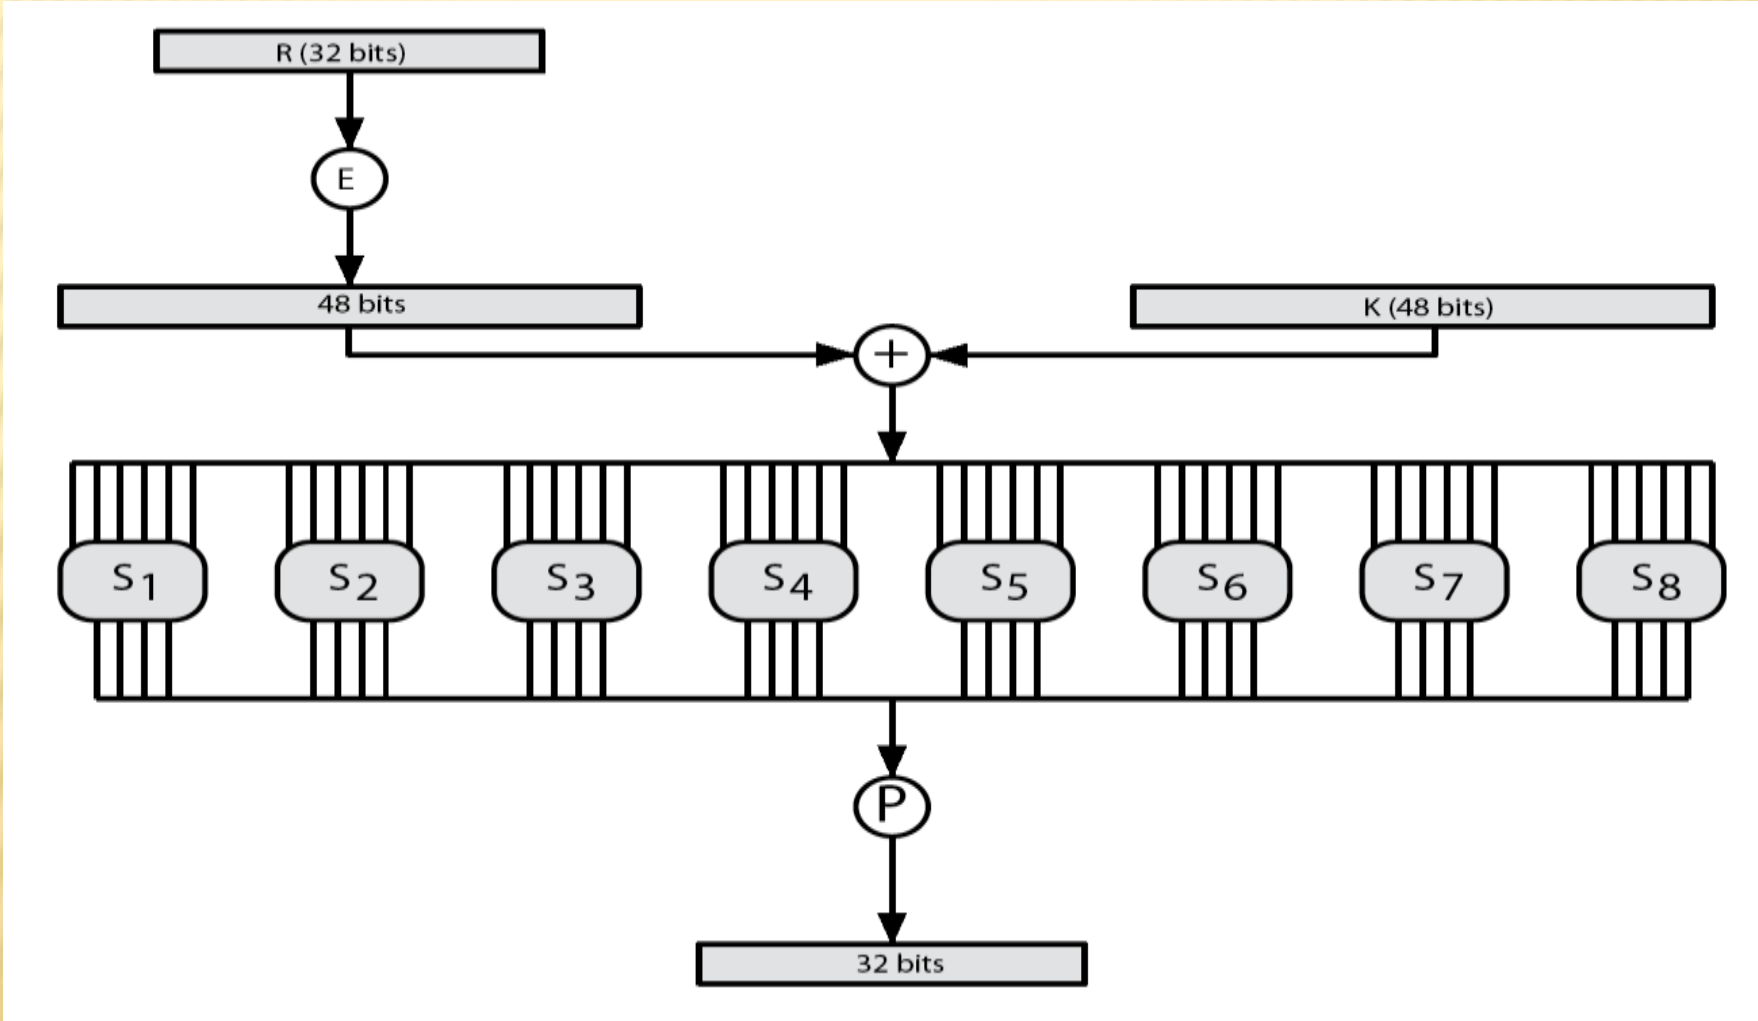 R (32 bits)
E
48 bits
K (48 bits)
+
S1 S2 S3 S4 S5 S6 S7 S8
P
32 bits